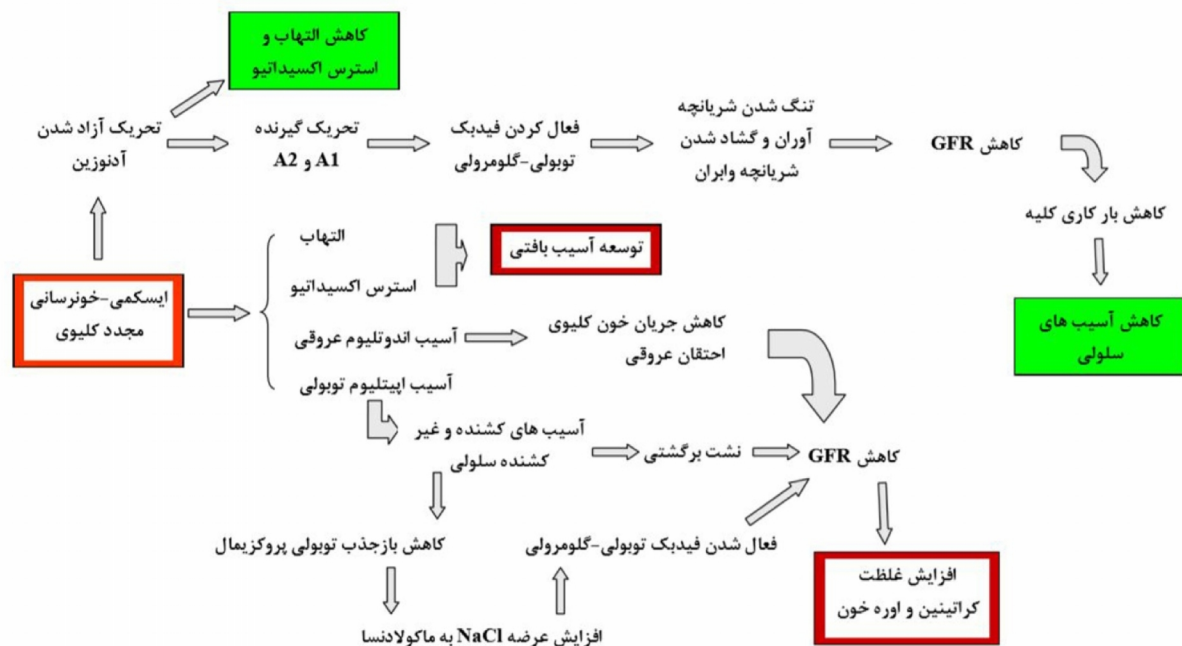 کاهش التهاب و
استرس اکسیداتیو
تحریک آزاد شدن
آدنوزین
تحریک گیرنده
A1 و A2
فعال کردن فیدبک
توبولی-گلومرولی
تنگ شدن شریانچه
آوران و گشاد شدن
شریانچه وابران
کاهش GFR
کاهش بار کاری کلیه
کاهش آسیب های
سلولی
ایسکمی-خونرسانی
مجدد کلیوی
التهاب
استرس اکسیداتیو
توسعه آسیب بافتی
آسیب اندوتلیوم عروقی
کاهش جریان خون کلیوی
احتقان عروقی
آسیب اپیتلیوم توبولی
آسیب های کشنده و غیر
کشنده سلولی
نشت برگشتی
کاهش GFR
کاهش بازجذب توبولی پروکزیمال
فعال شدن فیدبک توبولی-گلومرولی
افزایش عرضه NaCl به ماکولادنسا
افزایش غلظت
کراتینین و اوره خون